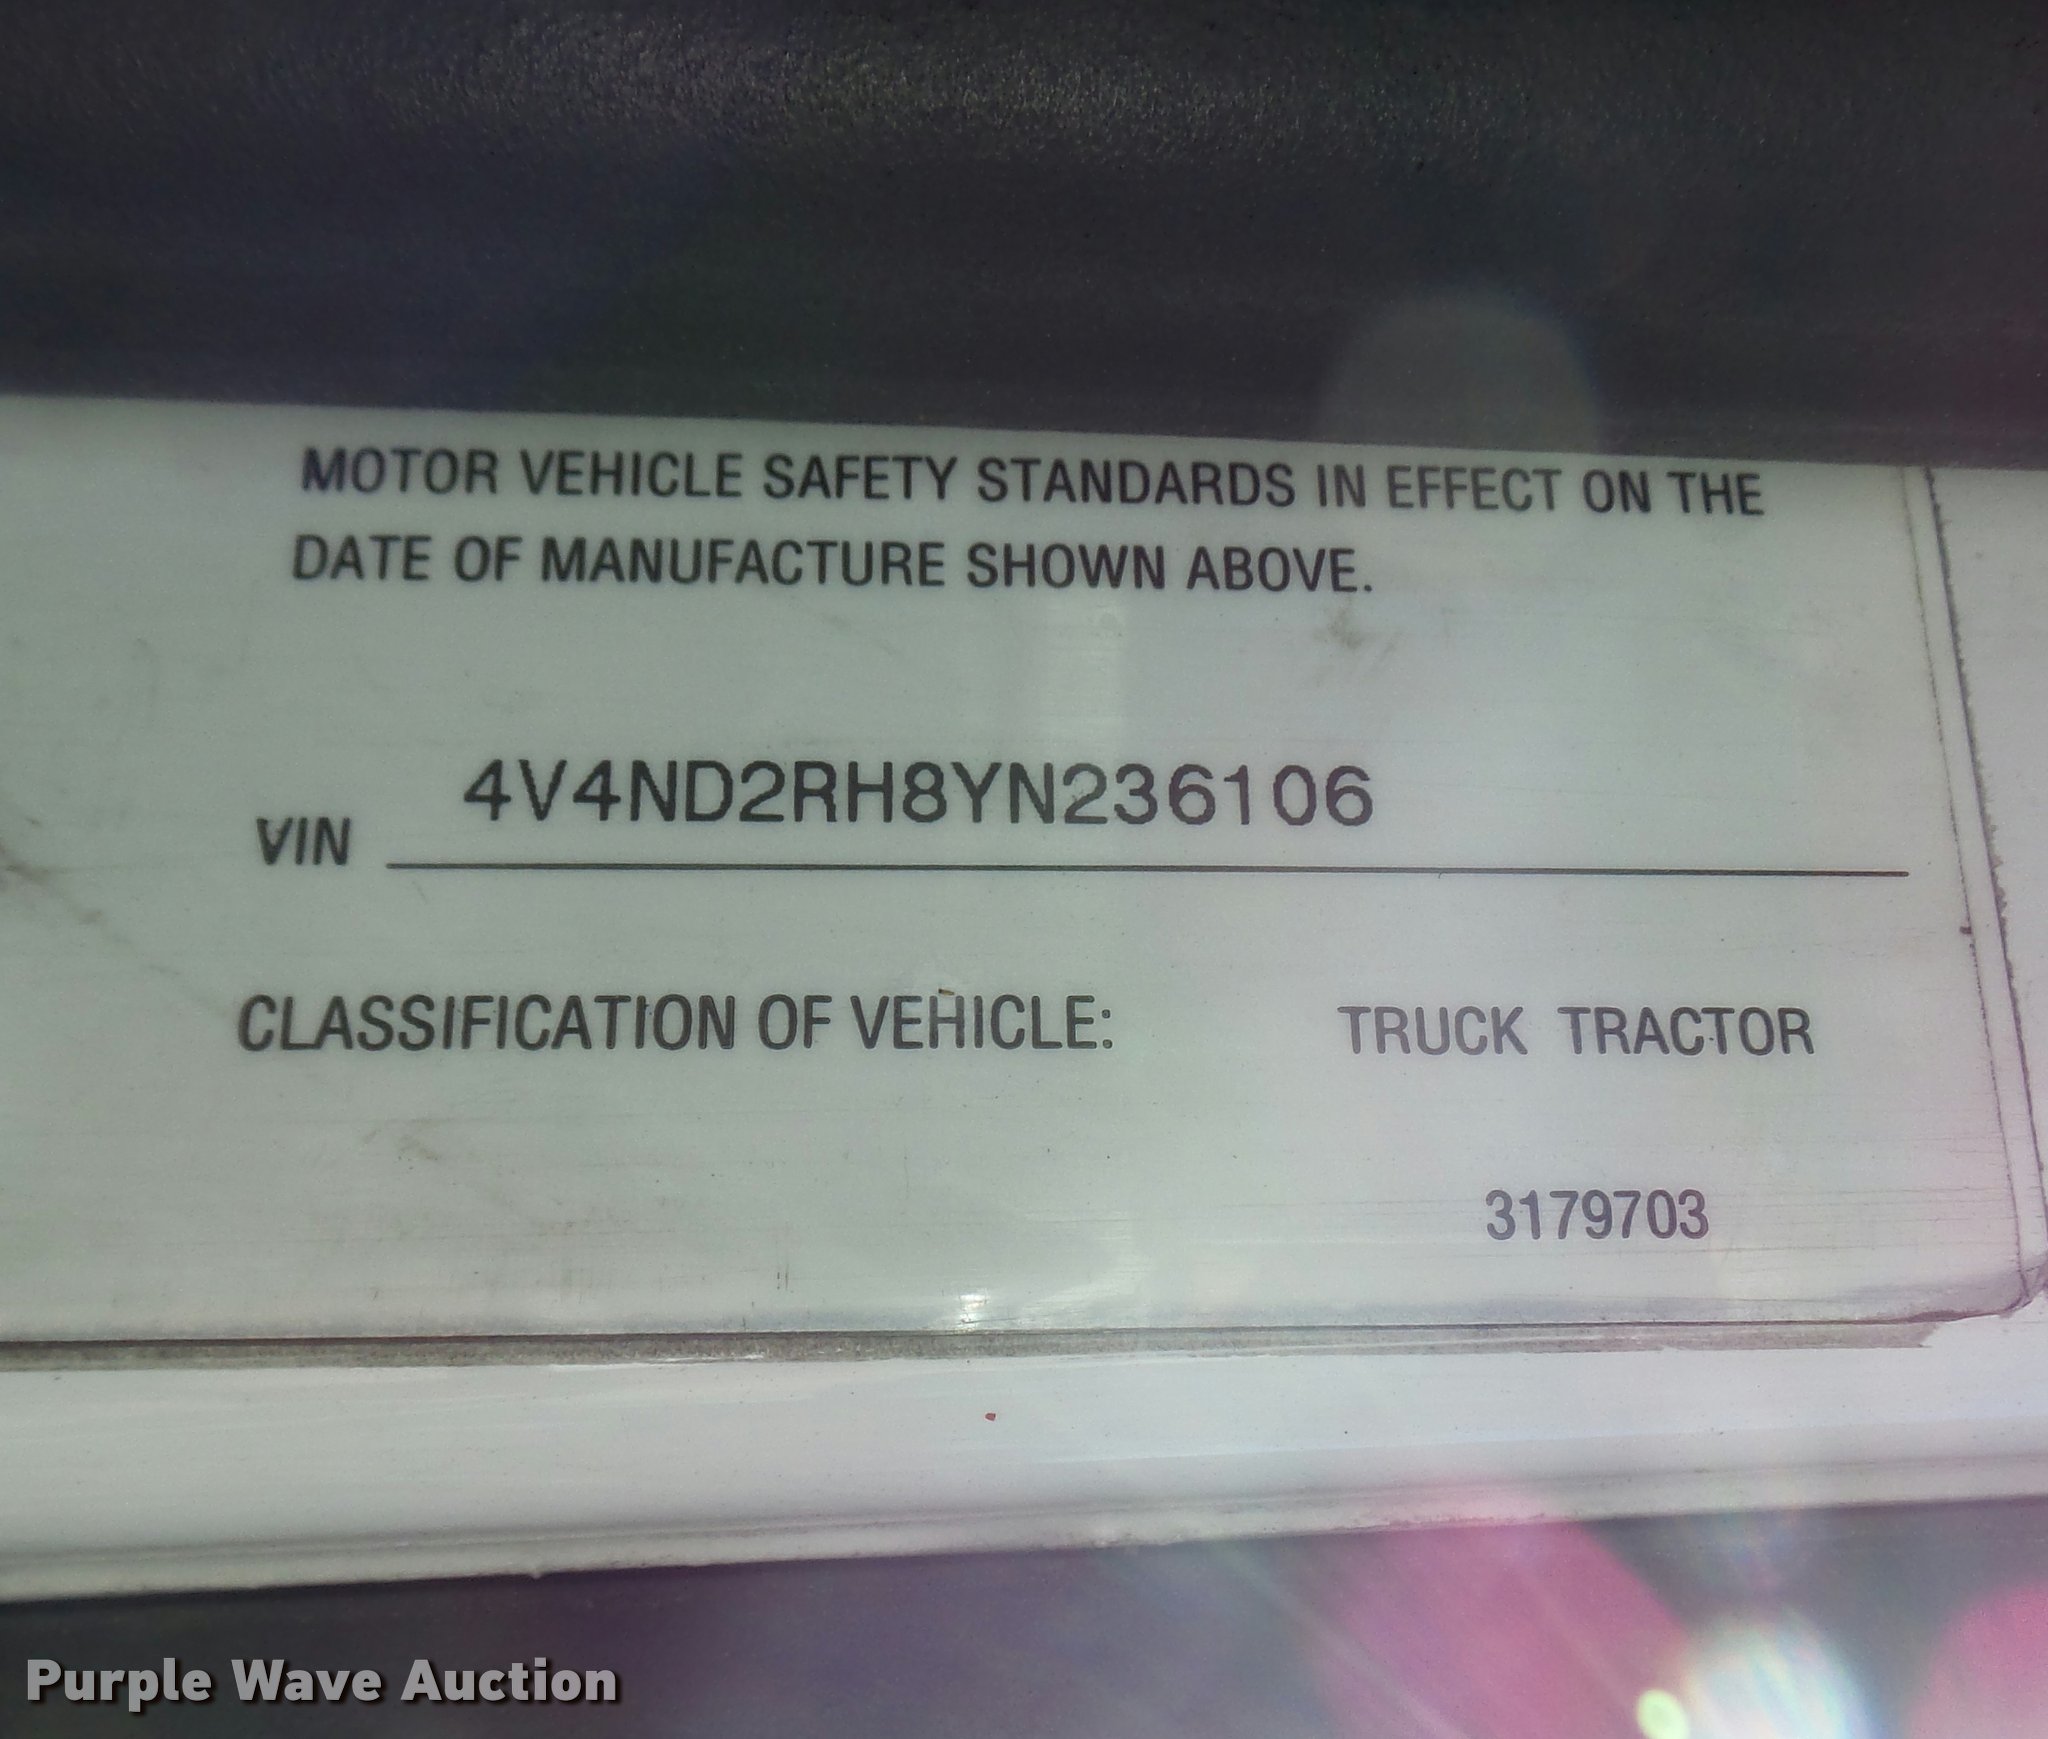 MOTOR VEHICLE SAFETY STANDARDS IN EFFECT ON THE
DATE OF MANUFACTURE SHOWN ABOVE.
VIN 4V4ND2RH8YN236106
CLASSIFICATION OF VEHICLE: TRUCK TRACTOR
3179703
Purple Wave Auction